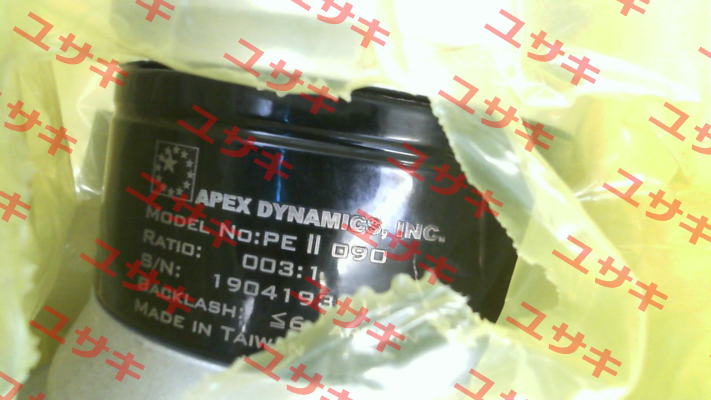 APEX DYNAMICS, INC.
MODEL No:PE II 090
RATIO: 003:1
S/N: 1904193
BACKLASH: ≤6
MADE IN TAIW
ユサキ